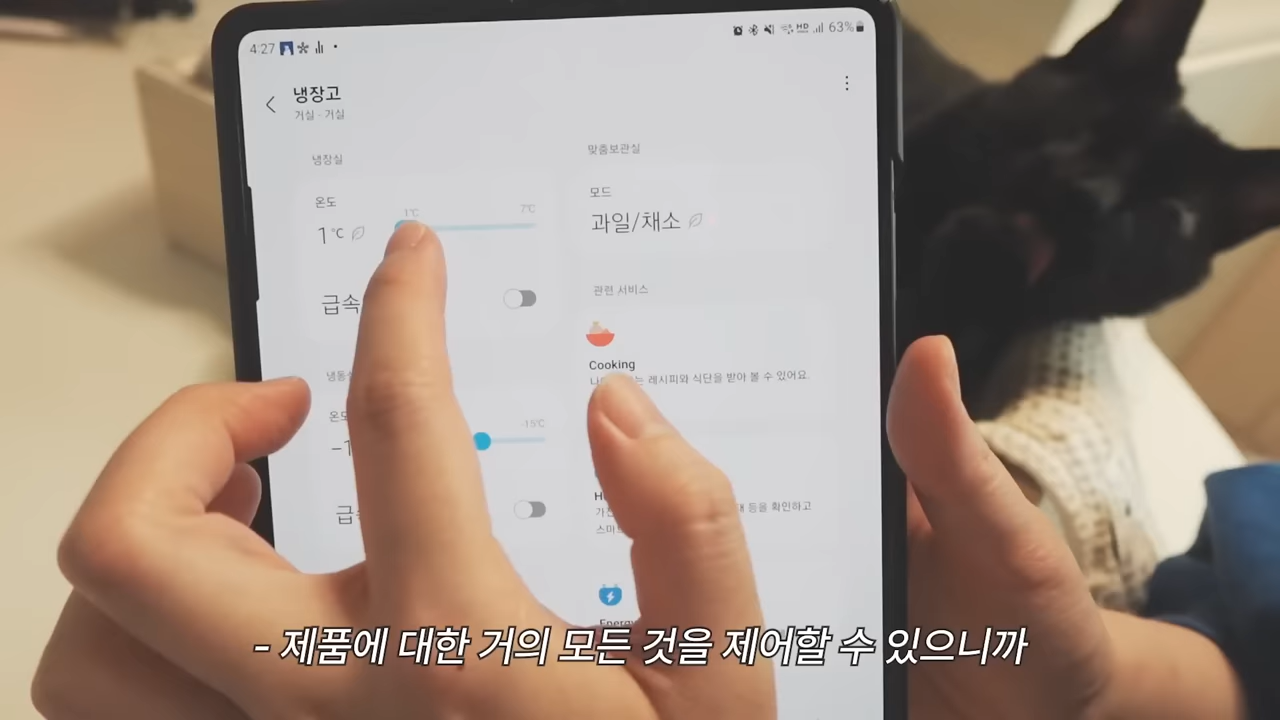 4:27
HD 63%
냉장고
거실 · 거실
냉장실
온도
1°C
1°C 7°C
급속
온도
-15°C
맞춤보관실
모드
과일/채소
관련 서비스
Cooking
레시피와 식단을 받아 볼 수 있어요.
등을 확인하고
- 제품에 대한 거의 모든 것을 제어할 수 있으니까